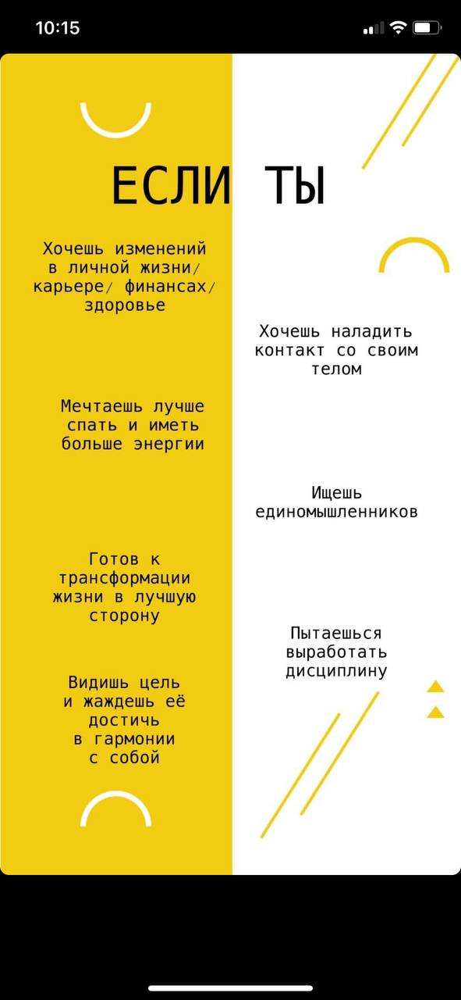 10:15
ЕСЛИ ТЫ
Хочешь изменений
в личной жизни/
карьере/ финансах/
здоровье
Хочешь наладить
контакт со своим
телом
Мечтаешь лучше
спать и иметь
больше энергии
Ищешь
единомышленников
Готов к
трансформации
жизни в лучшую
сторону
Пытаешься
выработать
дисциплину
Видишь цель
и жаждешь её
достичь
в гармонии
с собой